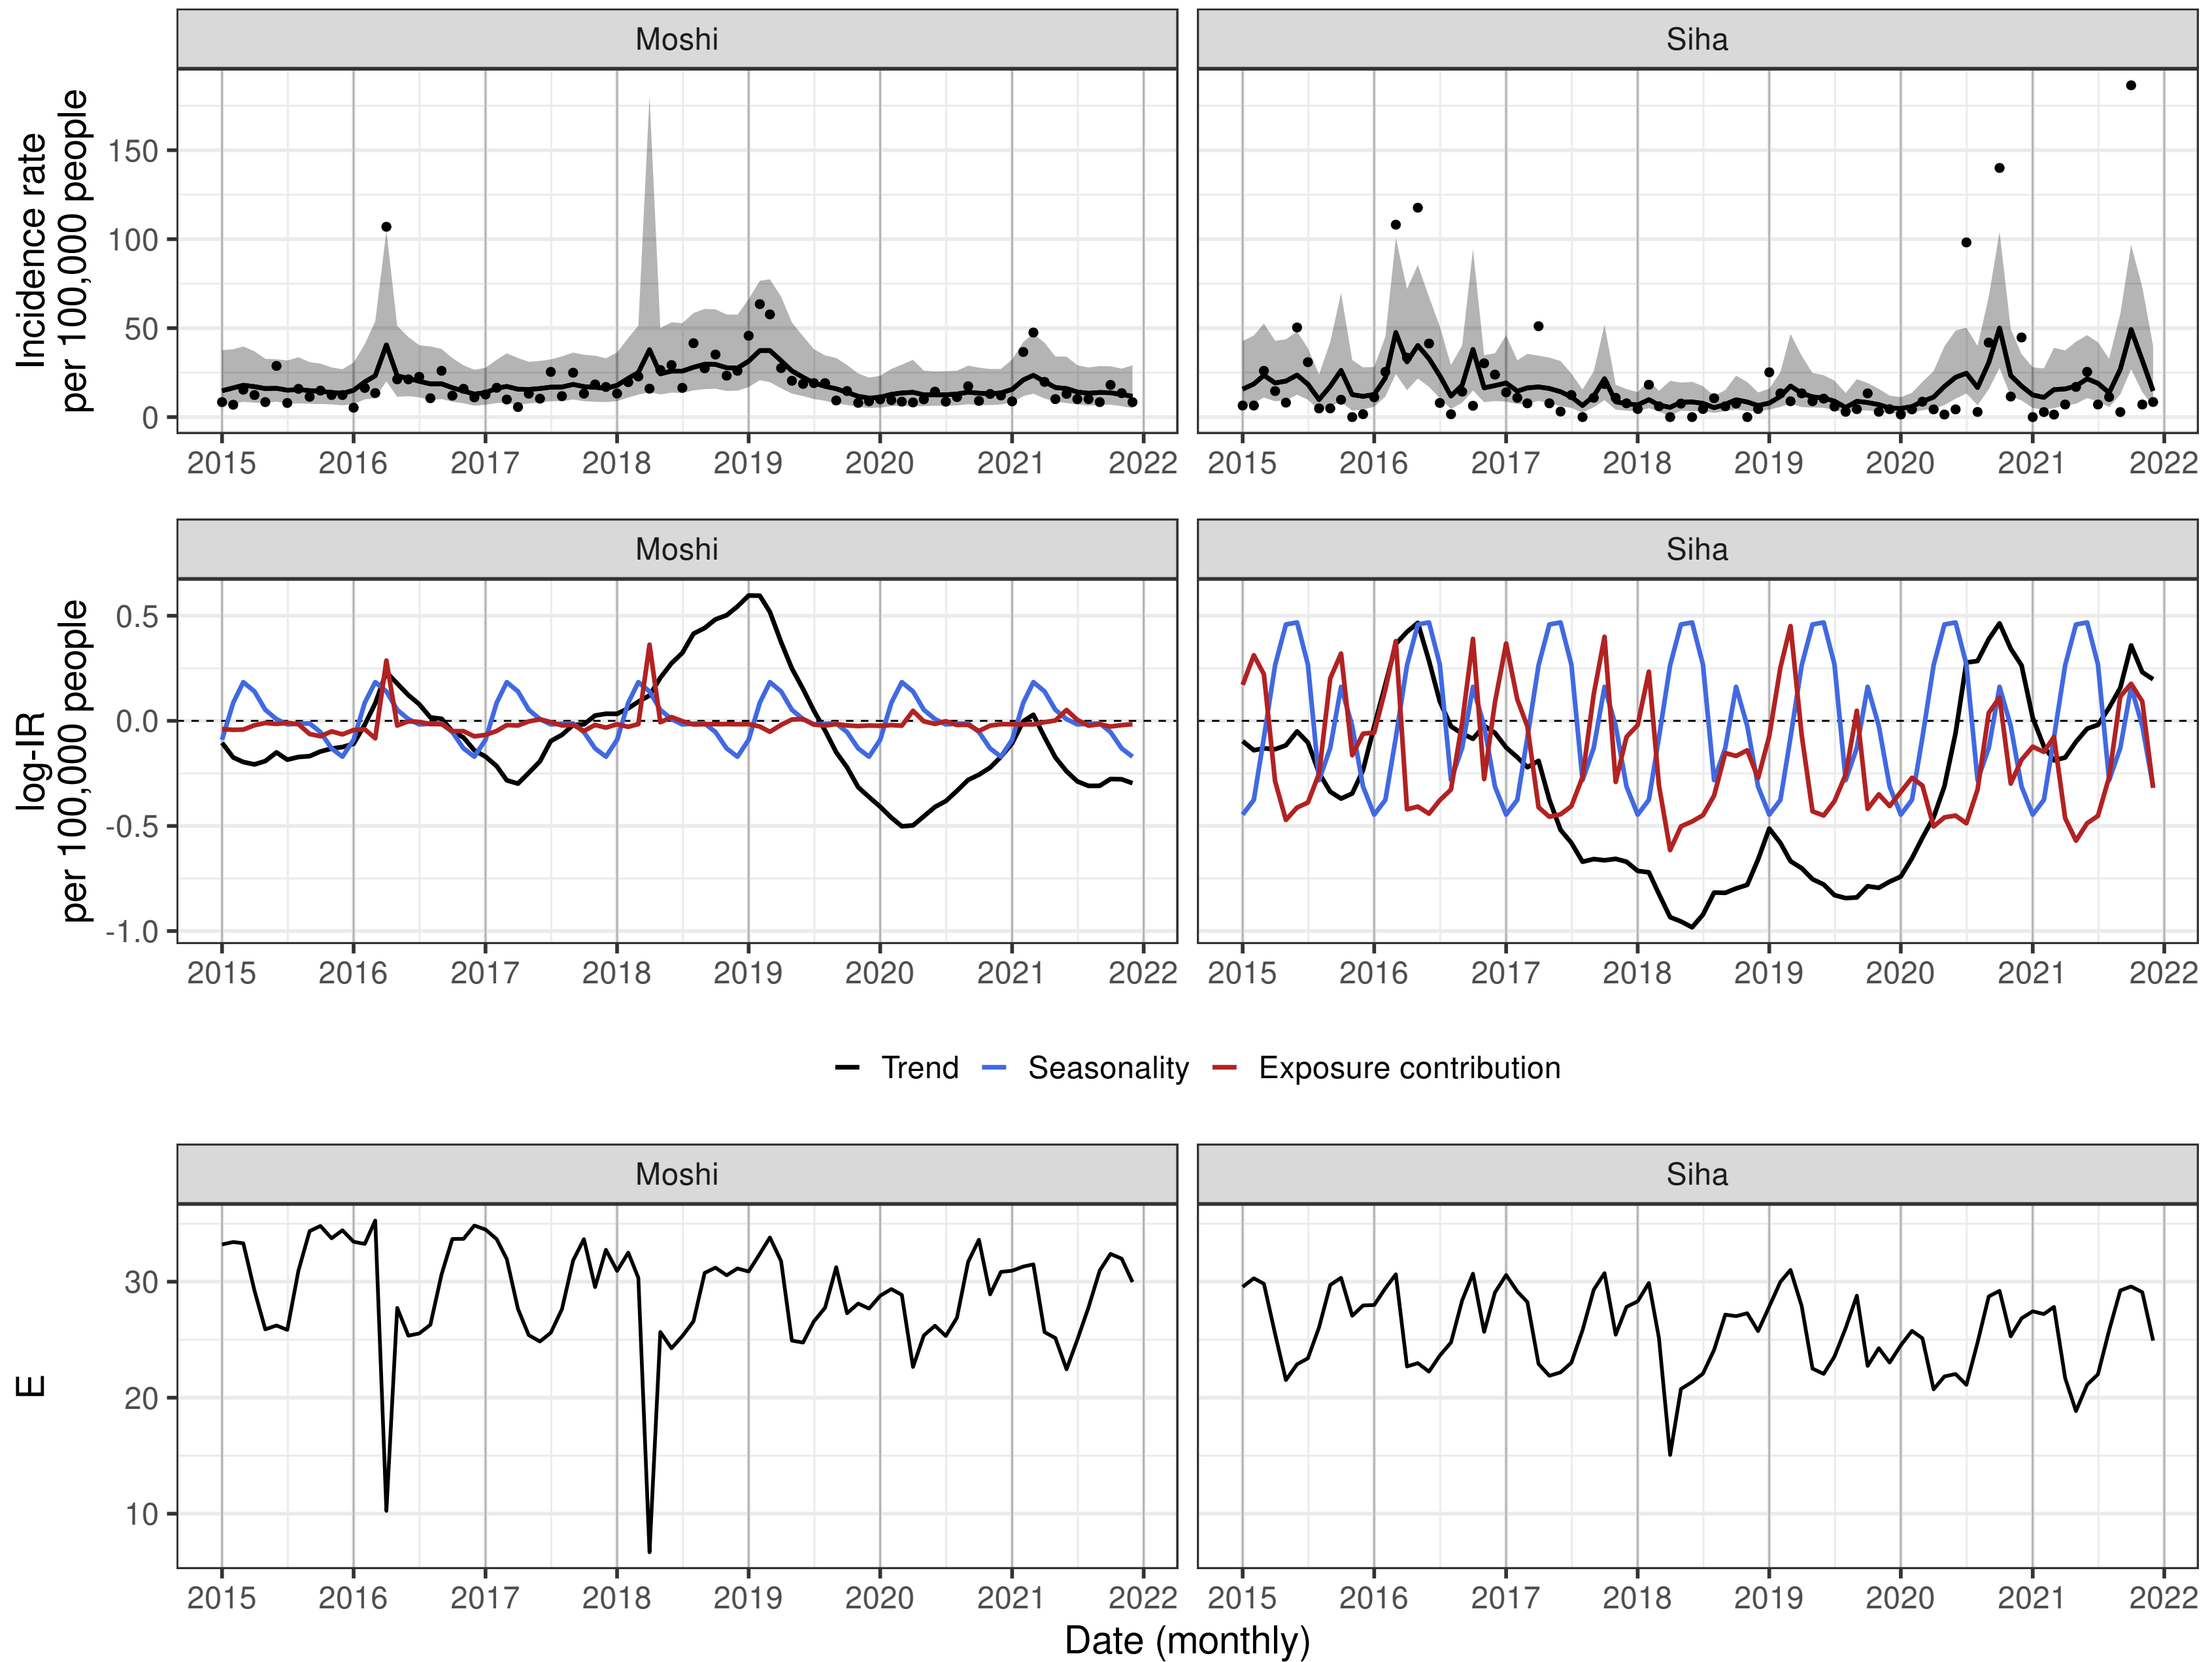 Moshi Siha
Incidence rate
per 100,000 people
150
100
50
0
2015 2016 2017 2018 2019 2020 2021 2022 2015 2016 2017 2018 2019 2020 2021 2022
Moshi Siha
log-IR
per 100,000 people
0.5
0.0
-0.5
-1.0
2015 2016 2017 2018 2019 2020 2021 2022 2015 2016 2017 2018 2019 2020 2021 2022
Trend Seasonality Exposure contribution
Moshi Siha
E
30
20
10
2015 2016 2017 2018 2019 2020 2021 2022 2015 2016 2017 2018 2019 2020 2021 2022
Date (monthly)